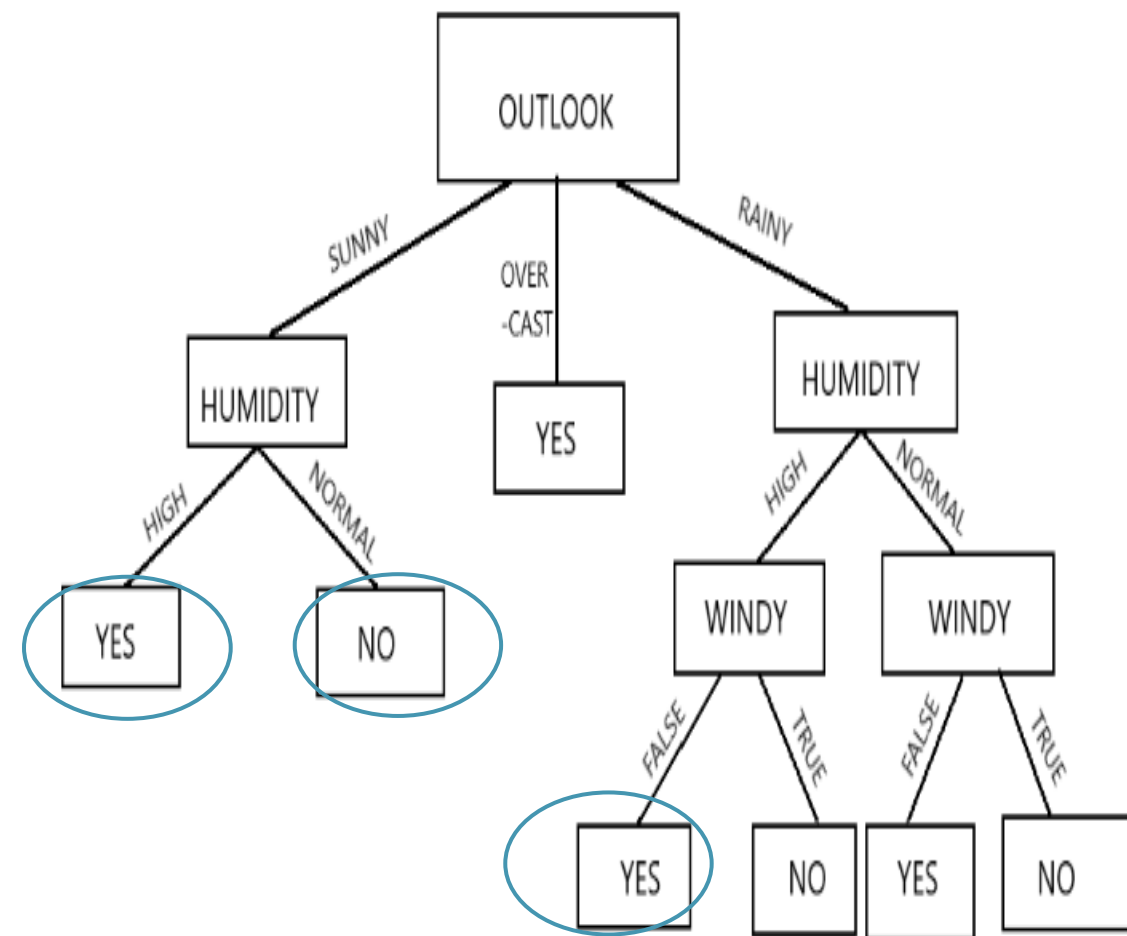 OUTLOOK
SUNNY
OVER
-CAST
RAINY
HUMIDITY
YES
HUMIDITY
HIGH
NORMAL
HIGH
NORMAL
YES
NO
WINDY
WINDY
FALSE
TRUE
FALSE
TRUE
YES
NO
YES
NO